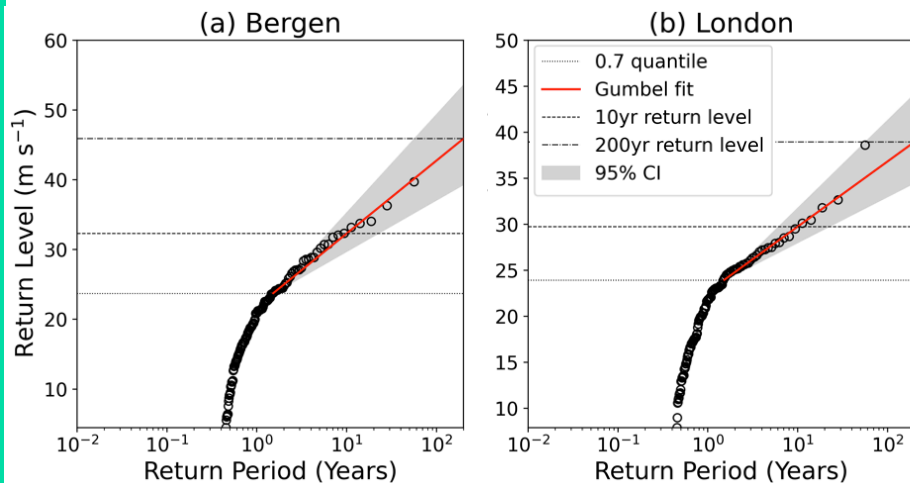 (a) Bergen
60
50
40
30
20
10
10⁻²
10⁻¹
10⁰
10¹
10²
Return Level (m s⁻¹)
Return Period (Years)
(b) London
50
45
40
35
30
25
20
15
10
10⁻²
10⁻¹
10⁰
10¹
10²
Return Period (Years)
0.7 quantile
Gumbel fit
10yr return level
200yr return level
95% CI